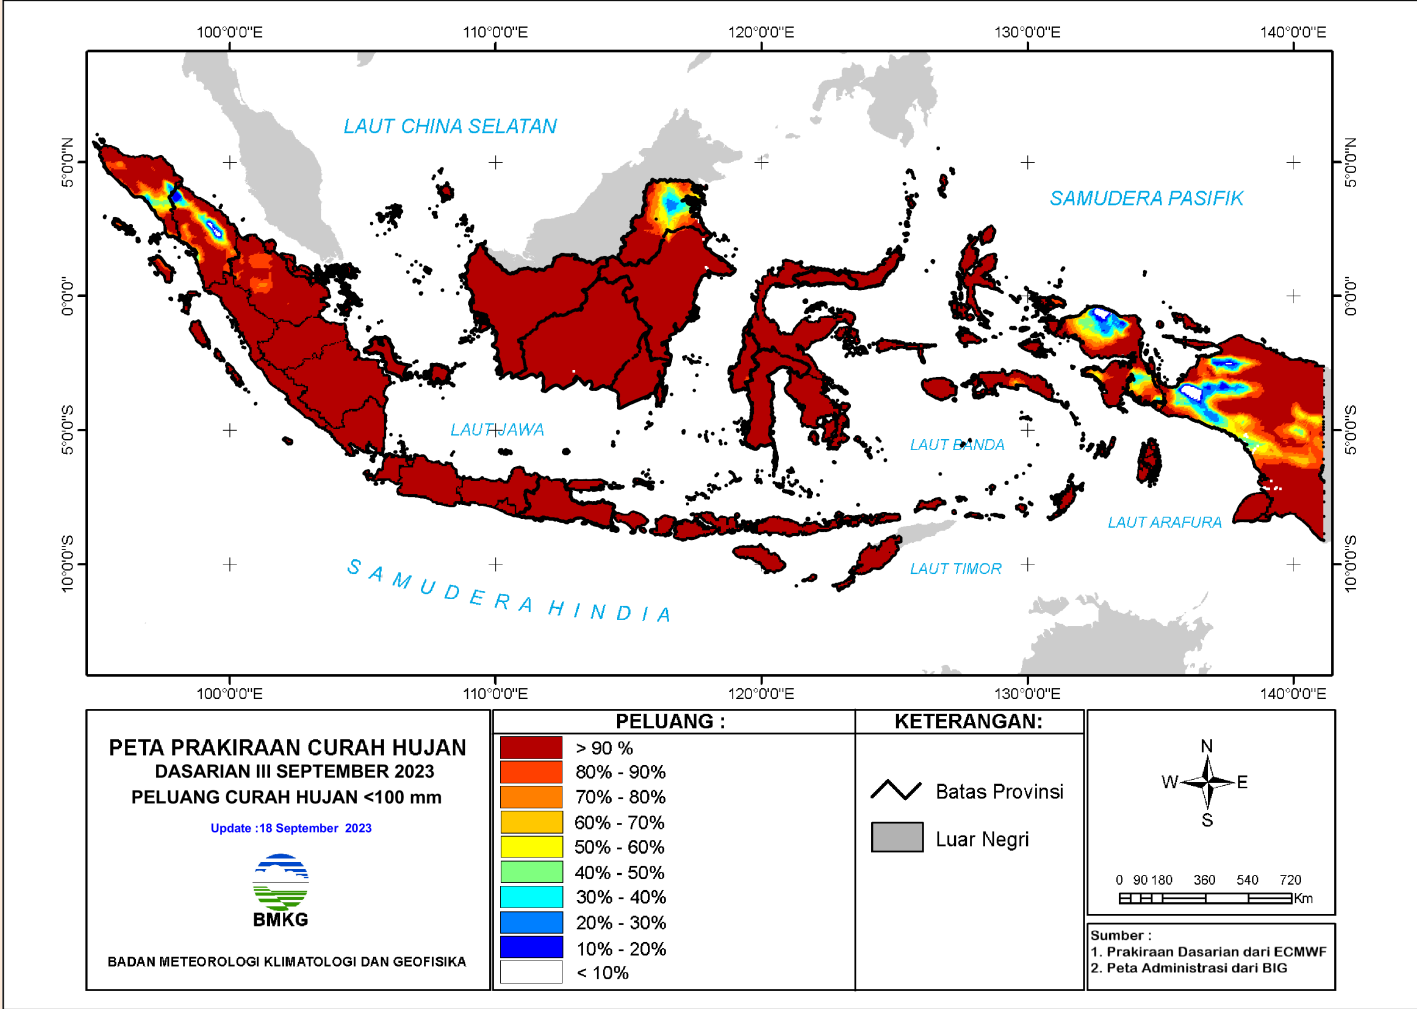 100°0'0"E 110°0'0"E 120°0'0"E 130°0'0"E 140°0'0"E
LAUT CHINA SELATAN
SAMUDERA PASIFIK
5°0'0"N 5°0'0"N
0°0'0" 0°0'0"
LAUT JAWA
LAUT BANDA
5°0'0"S 5°0'0"S
LAUT ARAFURA
LAUT TIMOR
10°0'0"S 10°0'0"S
SAMUDERA HINDIA
100°0'0"E 110°0'0"E 120°0'0"E 130°0'0"E 140°0'0"E
PETA PRAKIRAAN CURAH HUJAN
DASARIAN III SEPTEMBER 2023
PELUANG CURAH HUJAN <100 mm
Update :18 September 2023
BMKG
BADAN METEOROLOGI KLIMATOLOGI DAN GEOFISIKA
PELUANG :
> 90 %
80% - 90%
70% - 80%
60% - 70%
50% - 60%
40% - 50%
30% - 40%
20% - 30%
10% - 20%
< 10%
KETERANGAN:
Batas Provinsi
Luar Negri
N
W E
S
0 90 180 360 540 720
Km
Sumber :
1. Prakiraan Dasarian dari ECMWF
2. Peta Administrasi dari BIG